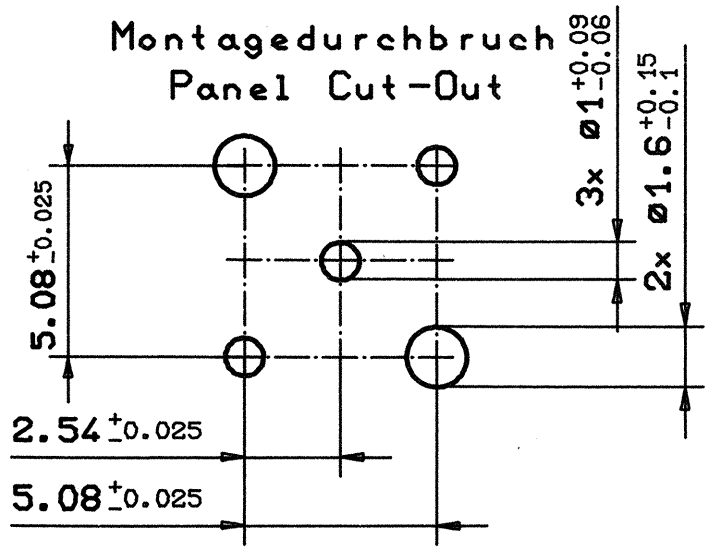 Montagedurchbruch
Panel Cut-Out
3x ø1 +0.09 -0.06
2x ø1.6 +0.15 -0.1
5.08 ±0.025
2.54 ±0.025
5.08 ±0.025